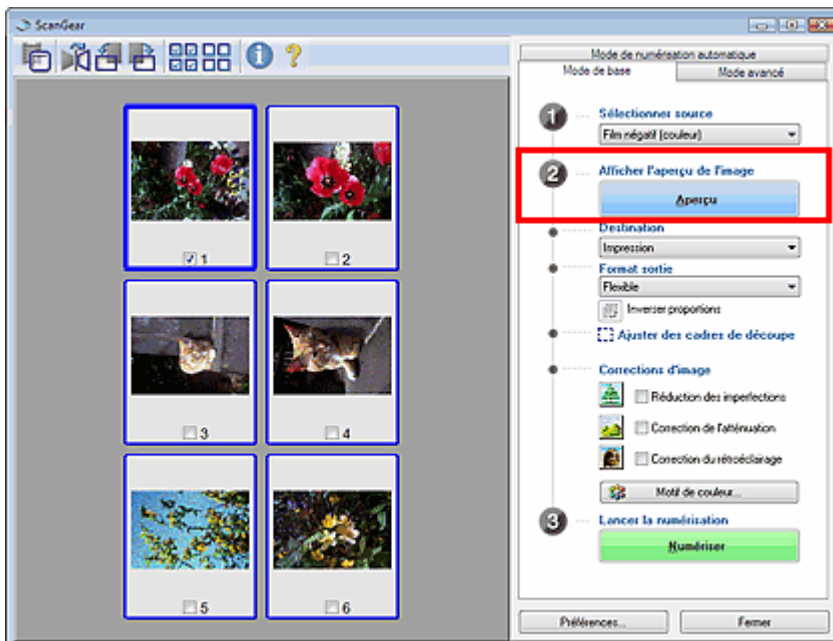 ScanGear
Mode de numérisation automatique
Mode de base
Mode avancé
1
Sélectionner source
Film négatif (couleur)
2
Afficher l'aperçu de l'image
Aperçu
Destination
Impression
Format sortie
Flexible
Inverser proportions
Ajuster des cadres de découpe
Corrections d'image
Réduction des imperfections
Correction de l'atténuation
Correction du rétroéclairage
Motif de couleur...
3
Lancer la numérisation
Numériser
Préférences...
Fermer
1
2
3
4
5
6